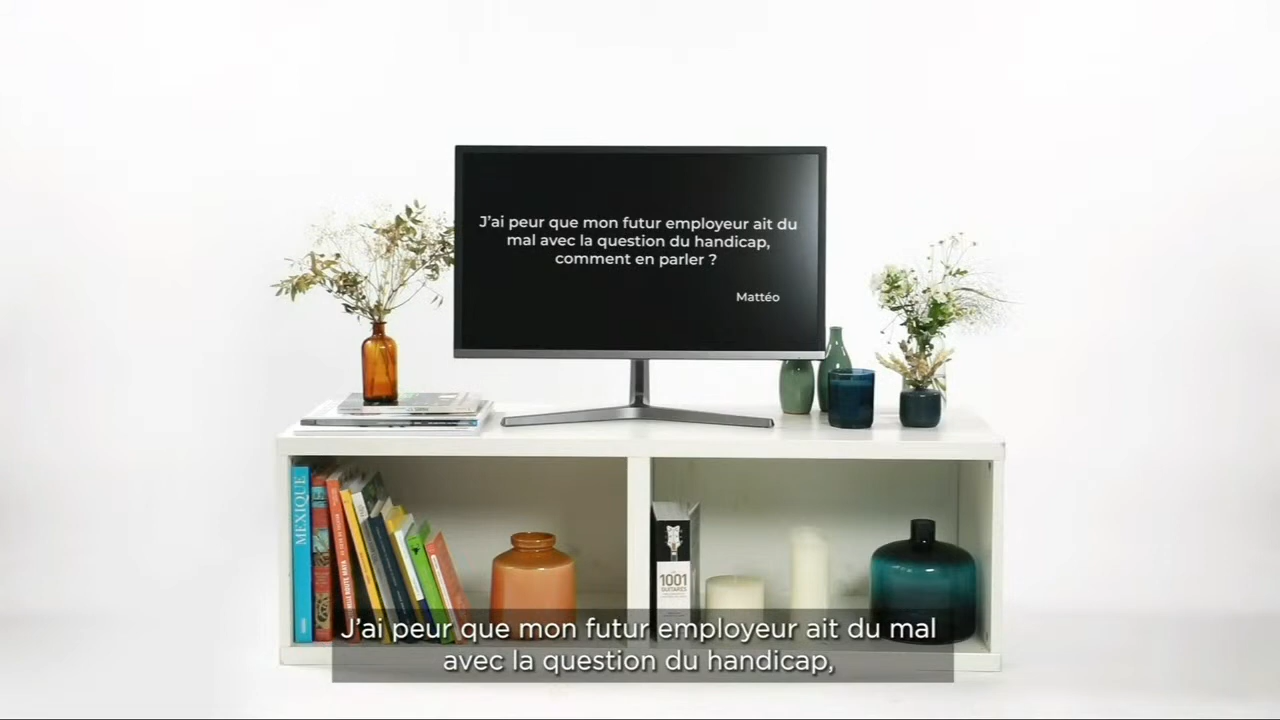 J'ai peur que mon futur employeur ait du
mal avec la question du handicap,
comment en parler ?
Mattéo
MEXIQUE
1001
GUITARES
J'ai peur que mon futur employeur ait du mal
avec la question du handicap,